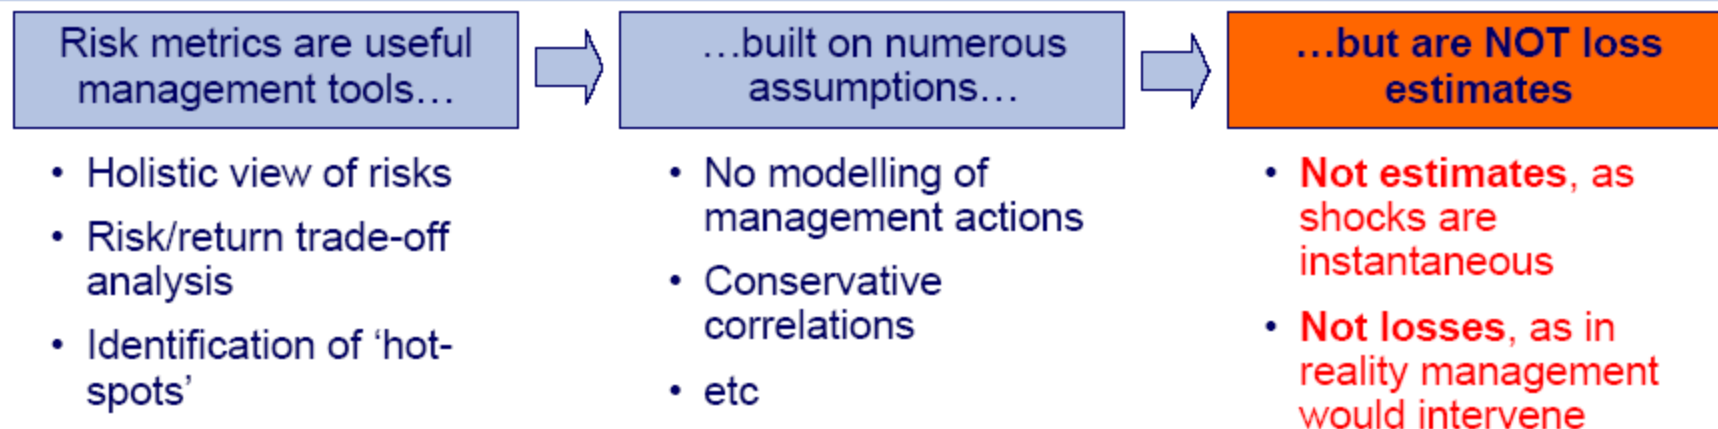 Risk metrics are useful
management tools…
• Holistic view of risks
• Risk/return trade-off
analysis
• Identification of ‘hot-
spots’
…built on numerous
assumptions…
• No modelling of
management actions
• Conservative
correlations
• etc
…but are NOT loss
estimates
• Not estimates, as
shocks are
instantaneous
• Not losses, as in
reality management
would intervene